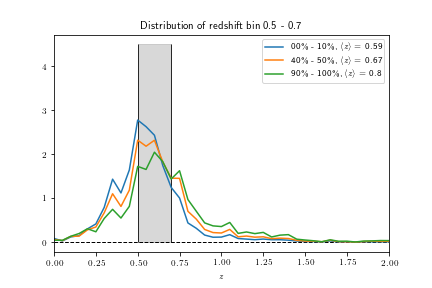 Distribution of redshift bin 0.5 - 0.7
00% - 10%, ⟨z⟩ = 0.59
40% - 50%, ⟨z⟩ = 0.67
90% - 100%, ⟨z⟩ = 0.8
4
3
2
1
0
0.00 0.25 0.50 0.75 1.00 1.25 1.50 1.75 2.00
z